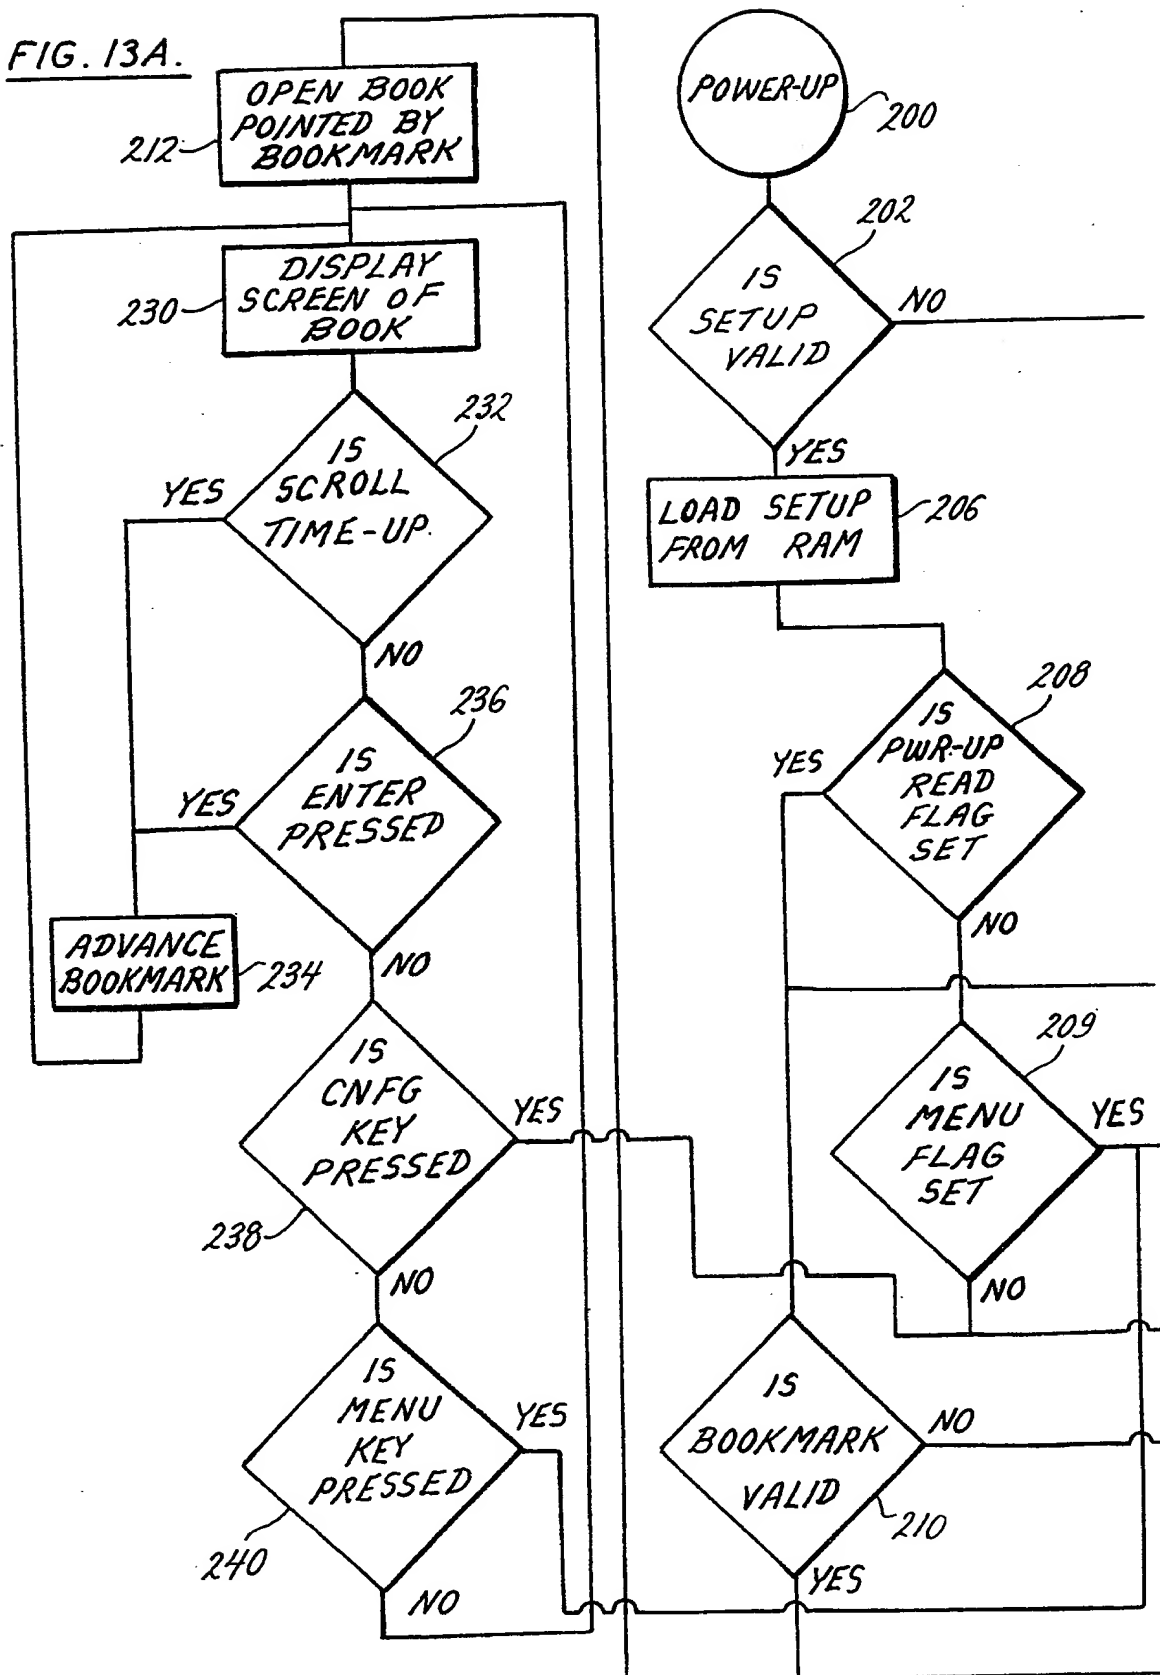 FIG. 13A.
OPEN BOOK
POINTED BY
BOOKMARK
212
DISPLAY
SCREEN OF
BOOK
230
IS
SCROLL
TIME-UP.
232
YES
NO
IS
ENTER
PRESSED
236
YES
NO
ADVANCE
BOOKMARK
234
IS
CNFG
KEY
PRESSED
238
YES
NO
IS
MENU
KEY
PRESSED
240
YES
NO
POWER-UP
200
IS
SETUP
VALID
202
NO
YES
LOAD SETUP
FROM RAM
206
IS
PWR-UP
READ
FLAG
SET
208
YES
NO
IS
MENU
FLAG
SET
209
YES
NO
IS
BOOKMARK
VALID
210
NO
YES